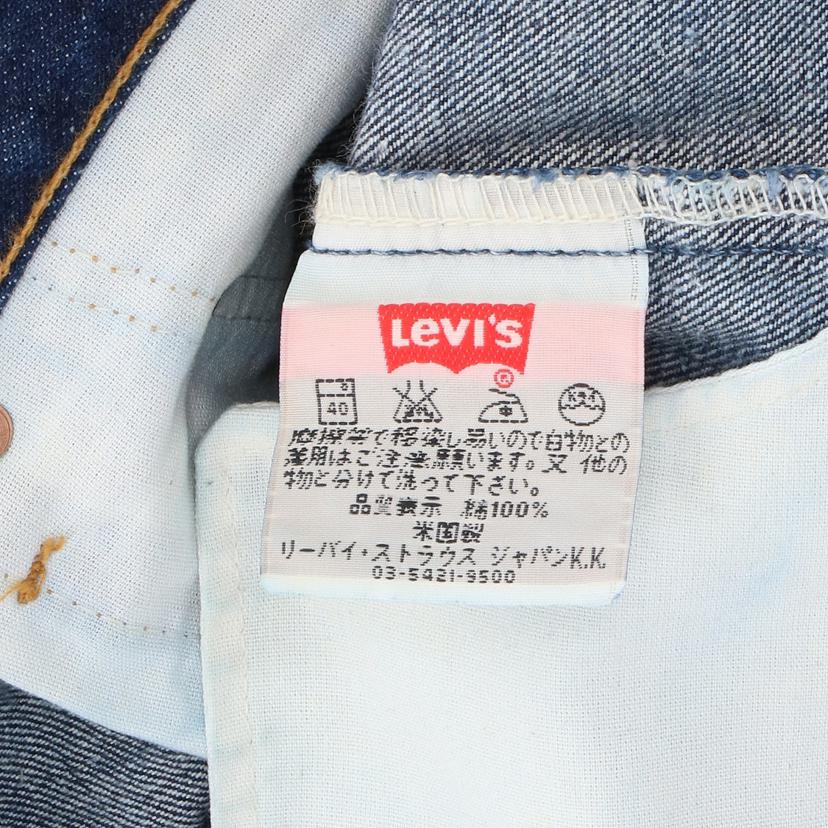 LEVI'S
®
40
摩擦等で移染し易いので白物との
着用はご注意願います。又 他の
物と分けて洗って下さい。
品質表示 綿100%
米国製
リーバイ・ストラウス ジャパンK.K.
03-5421-9500